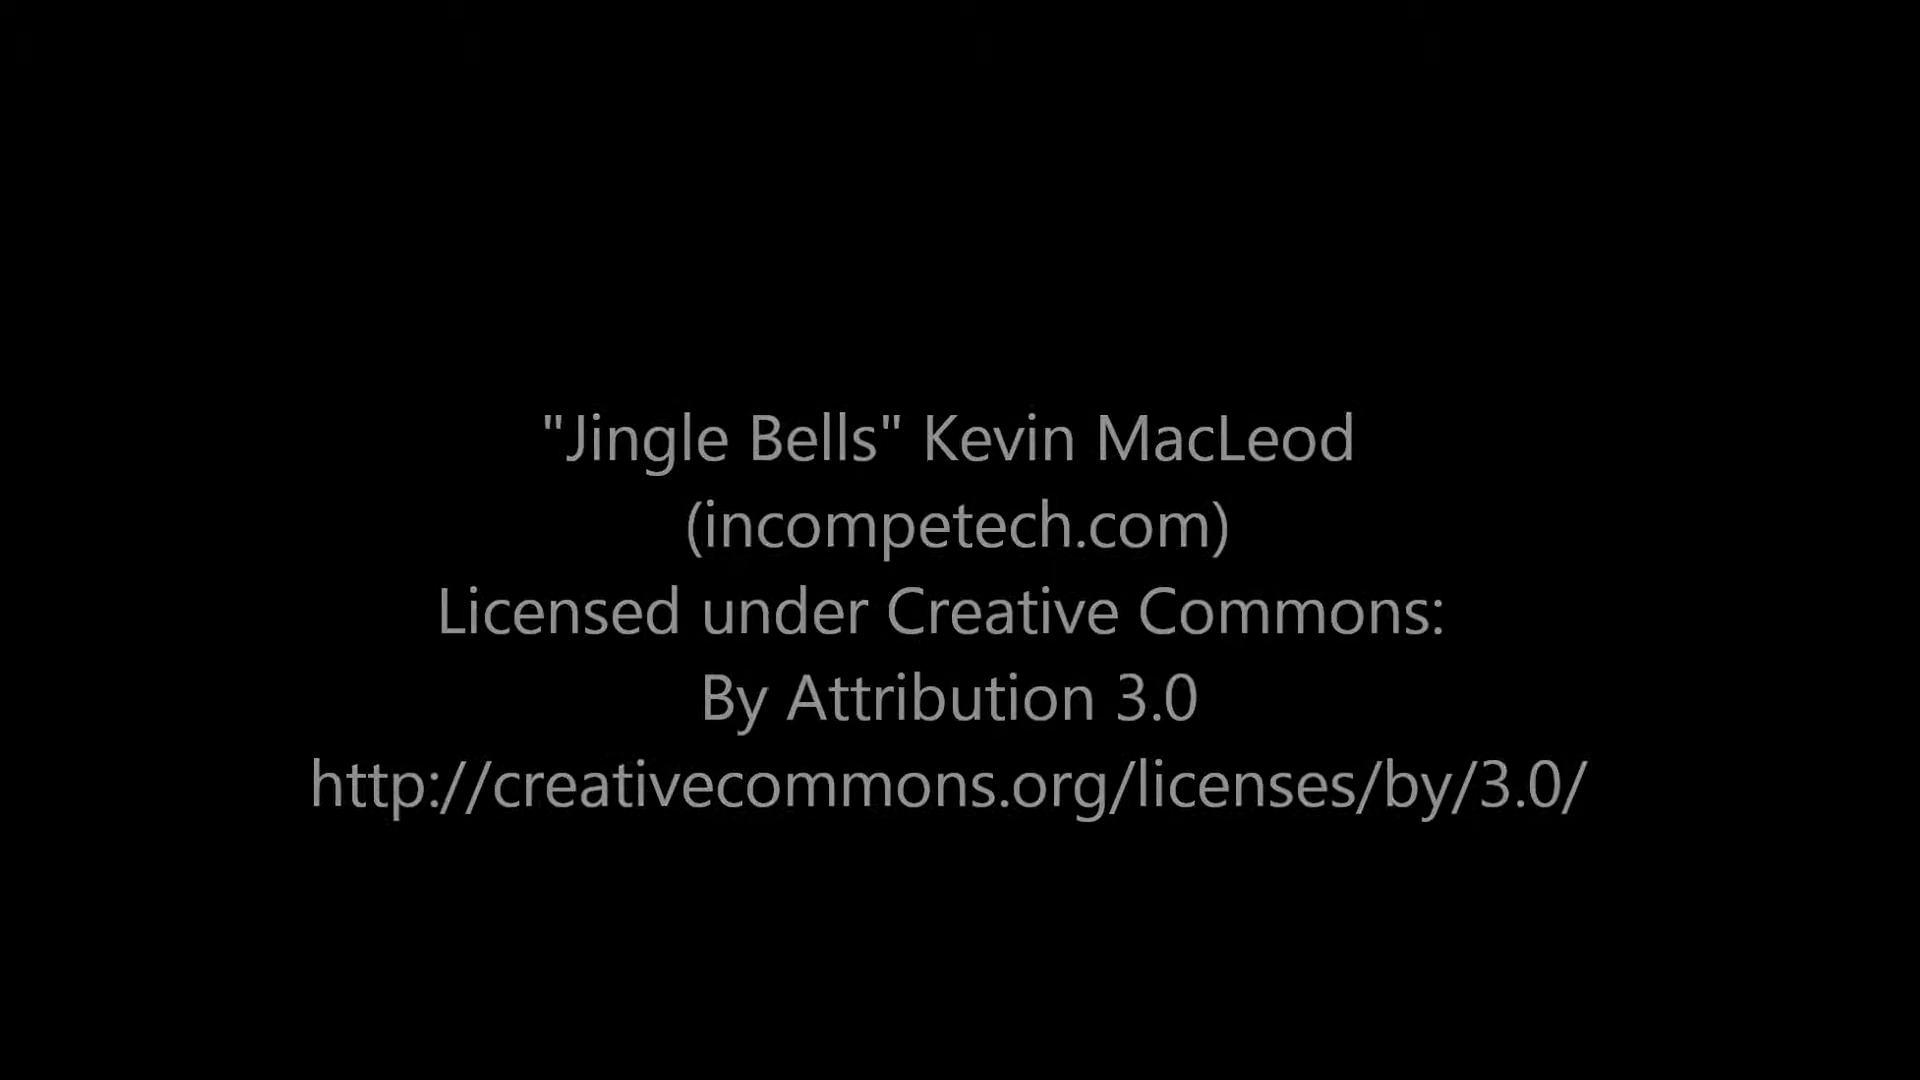 "Jingle Bells" Kevin MacLeod
(incompetech.com)
Licensed under Creative Commons:
By Attribution 3.0
http://creativecommons.org/licenses/by/3.0/